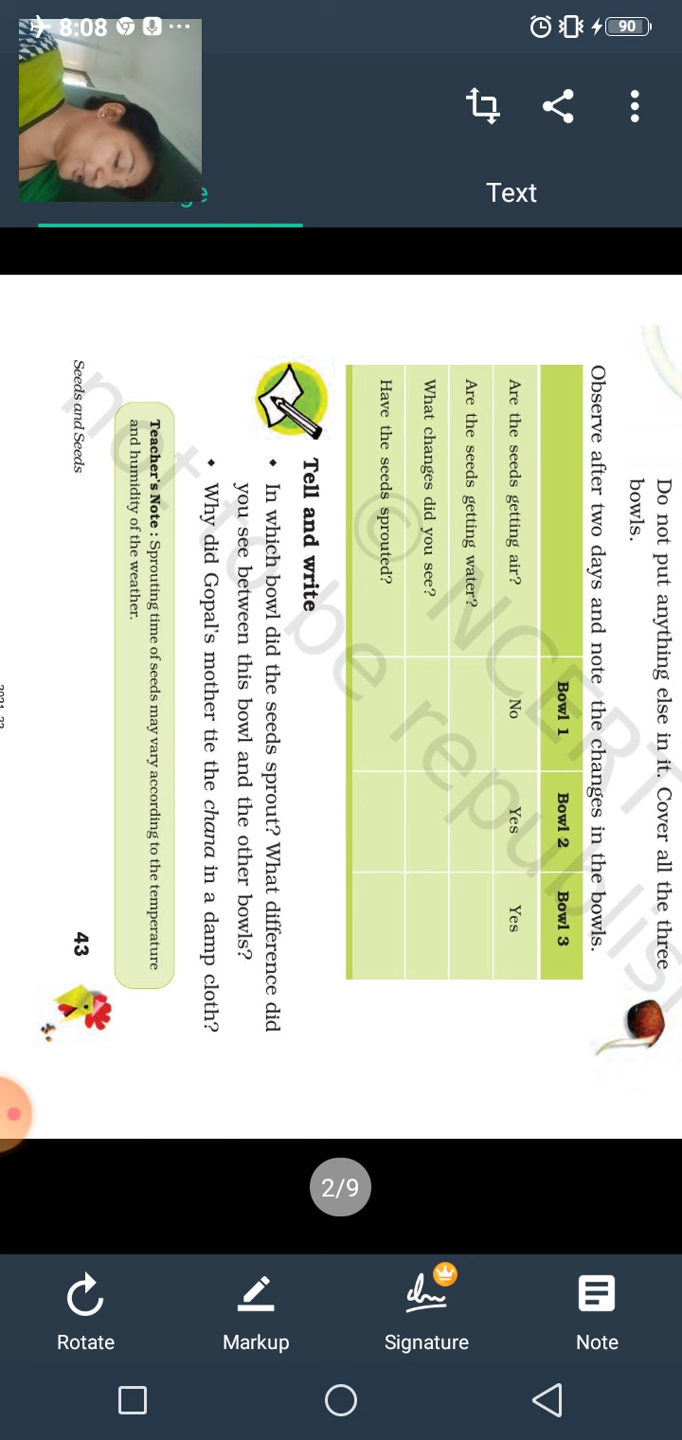 8:08
90
ge
Text
Do not put anything else in it. Cover all the three
bowls.
Observe after two days and note the changes in the bowls.
Bowl 1 Bowl 2 Bowl 3
Are the seeds getting air? No Yes Yes
Are the seeds getting water?
What changes did you see?
Have the seeds sprouted?
Tell and write
• In which bowl did the seeds sprout? What difference did
you see between this bowl and the other bowls?
• Why did Gopal's mother tie the chana in a damp cloth?
Teacher's Note : Sprouting time of seeds may vary according to the temperature
and humidity of the weather.
Seeds and Seeds
43
© NCERT
not to be republish
2/9
Rotate
Markup
Signature
Note